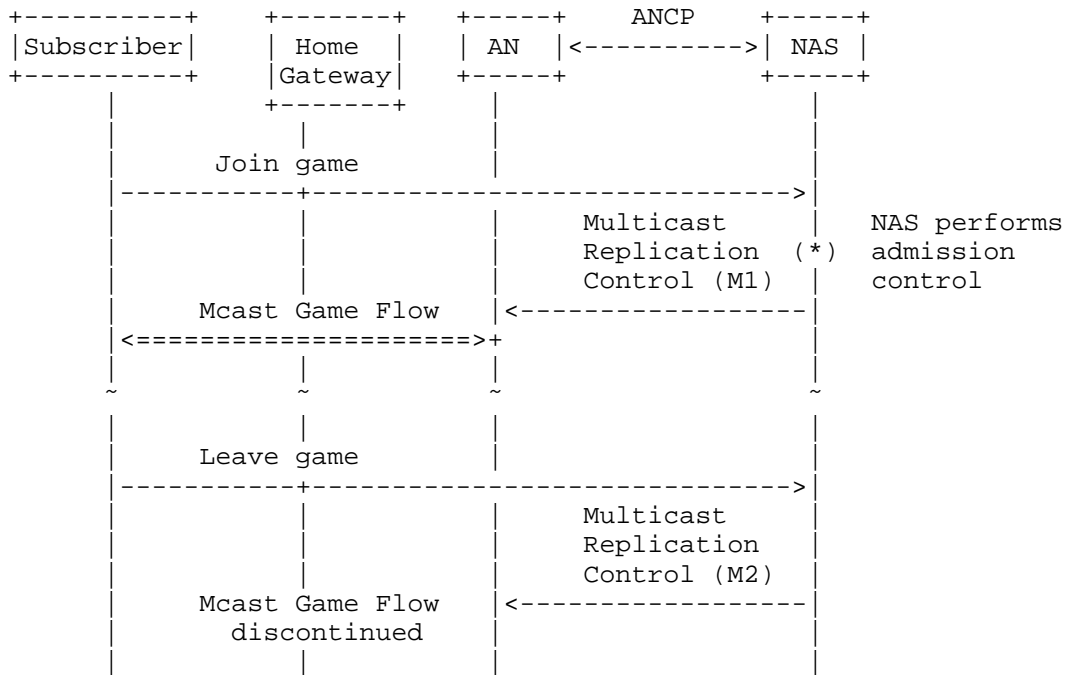 ANCP
Subscriber Home AN NAS
Gateway
Join game
Multicast NAS performs
Replication (*) admission
Control (M1) control
Mcast Game Flow
Leave game
Multicast
Replication
Control (M2)
Mcast Game Flow
discontinued